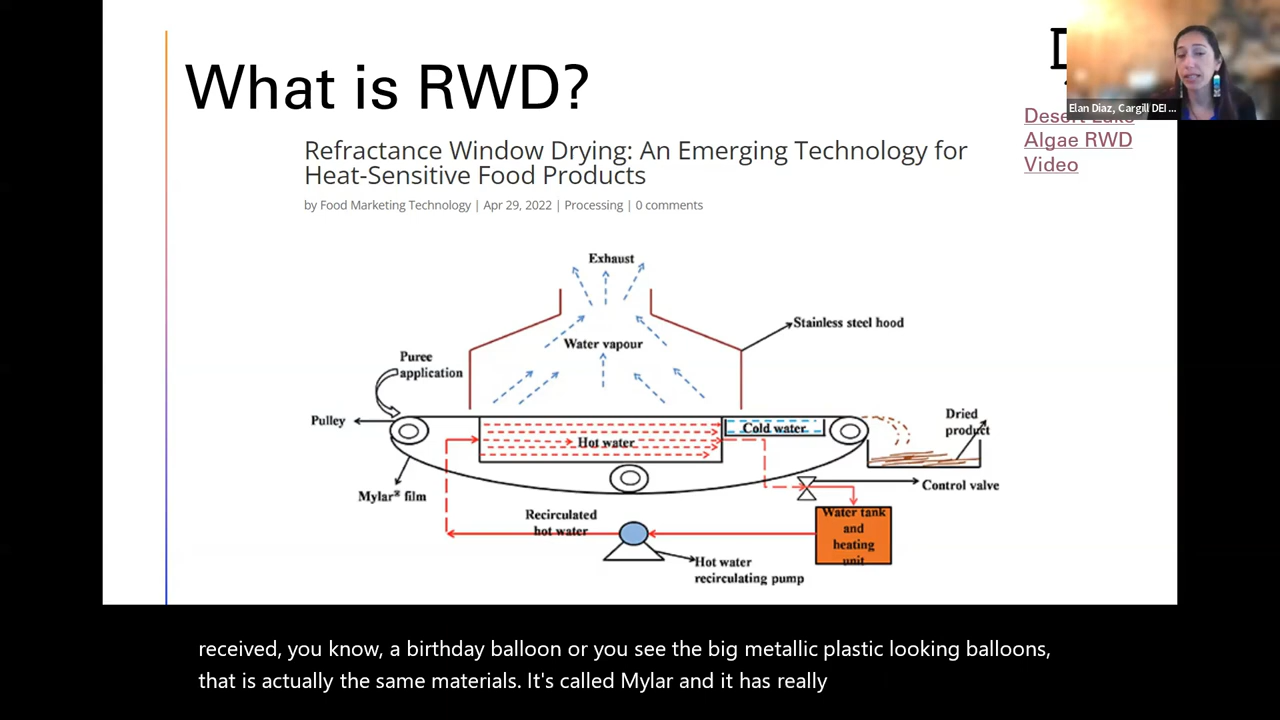 What is RWD?
Elan Díaz, Cargill DEI ...
Desert Lake
Algae RWD
Video
Refractance Window Drying: An Emerging Technology for
Heat-Sensitive Food Products
by Food Marketing Technology | Apr 29, 2022 | Processing | 0 comments
Exhaust
Stainless steel hood
Water vapour
Puree
application
Pulley
Hot water
Cold water
Dried
product
Mylar* film
Control valve
Recirculated
hot water
Water tank
and
heating
unit
Hot water
recirculating pump
received, you know, a birthday balloon or you see the big metallic plastic looking balloons,
that is actually the same materials. It's called Mylar and it has really